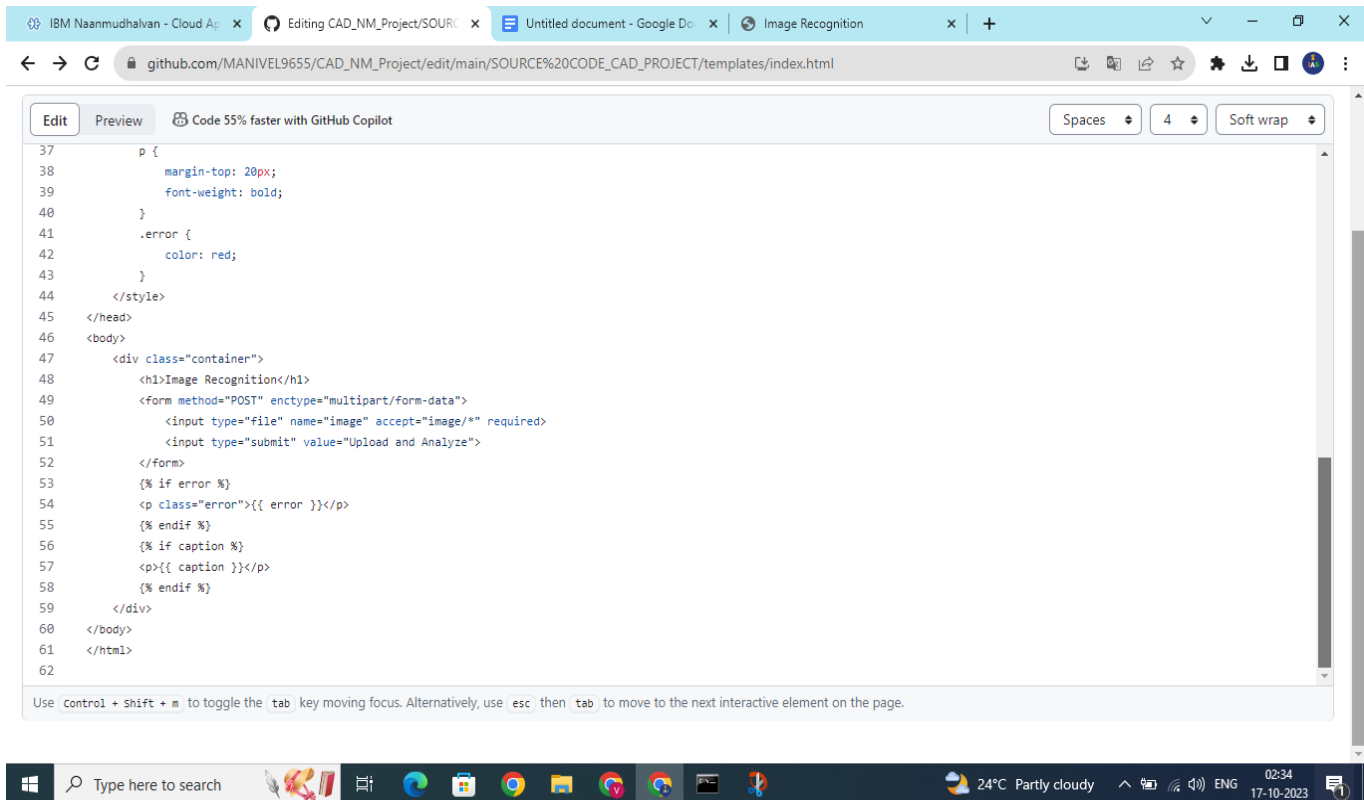 IBM Naanmudhalvan - Cloud Ap
Editing CAD_NM_Project/SOURC
Untitled document - Google Do
Image Recognition
github.com/MANIVEL9655/CAD_NM_Project/edit/main/SOURCE%20CODE_CAD_PROJECT/templates/index.html
Edit Preview Code 55% faster with GitHub Copilot Spaces 4 Soft wrap
37 p {
38 margin-top: 20px;
39 font-weight: bold;
40 }
41 .error {
42 color: red;
43 }
44 </style>
45 </head>
46 <body>
47 <div class="container">
48 <h1>Image Recognition</h1>
49 <form method="POST" enctype="multipart/form-data">
50 <input type="file" name="image" accept="image/*" required>
51 <input type="submit" value="Upload and Analyze">
52 </form>
53 {% if error %}
54 <p class="error">{{ error }}</p>
55 {% endif %}
56 {% if caption %}
57 <p>{{ caption }}</p>
58 {% endif %}
59 </div>
60 </body>
61 </html>
62
Use Control + Shift + m to toggle the tab key moving focus. Alternatively, use esc then tab to move to the next interactive element on the page.
Type here to search 24°C Partly cloudy ENG 02:34
17-10-2023 1